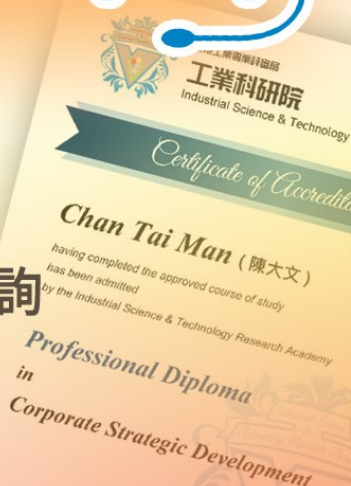 工業科研院
Industrial Science & Technology
Certificate of
Chan Tai Man (陳大文)
having completed the approved course of study
has been admitted
by the Industrial Science & Technology Research Academy
詢
Professional Diploma
in
Corporate Strategic Development